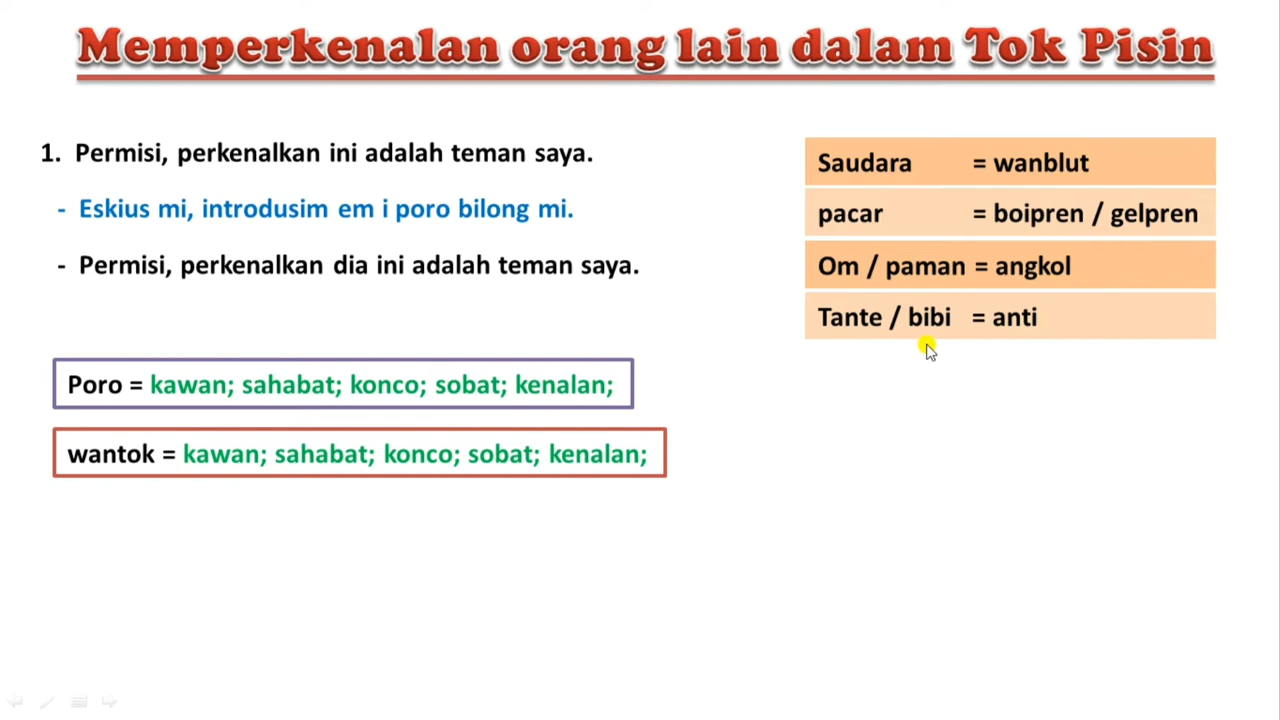 Memperkenalan orang lain dalam Tok Pisin
1. Permisi, perkenalkan ini adalah teman saya.
- Eskius mi, introdusim em i poro bilong mi.
- Permisi, perkenalkan dia ini adalah teman saya.
Poro = kawan; sahabat; konco; sobat; kenalan;
wantok = kawan; sahabat; konco; sobat; kenalan;
Saudara = wanblut
pacar = boipren / gelpren
Om / paman = angkol
Tante / bibi = anti